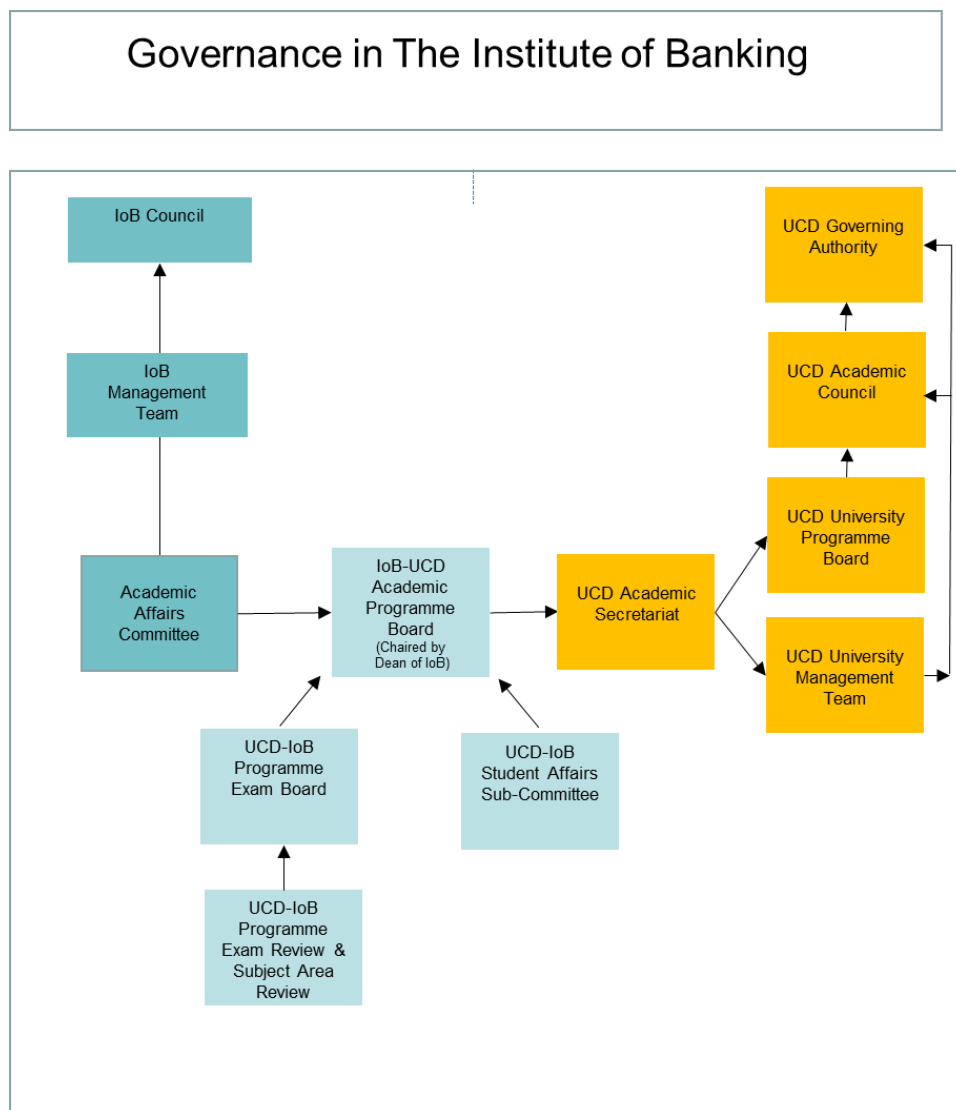 Governance in The Institute of Banking
IoB Council
UCD Governing
Authority
IoB
Management
Team
UCD Academic
Council
UCD University
Programme
Board
Academic
Affairs
Committee
IoB-UCD
Academic
Programme
Board
(Chaired by
Dean of IoB)
UCD Academic
Secretariat
UCD University
Management
Team
UCD-IoB
Programme
Exam Board
UCD-IoB
Student Affairs
Sub-Committee
UCD-IoB
Programme
Exam Review &
Subject Area
Review